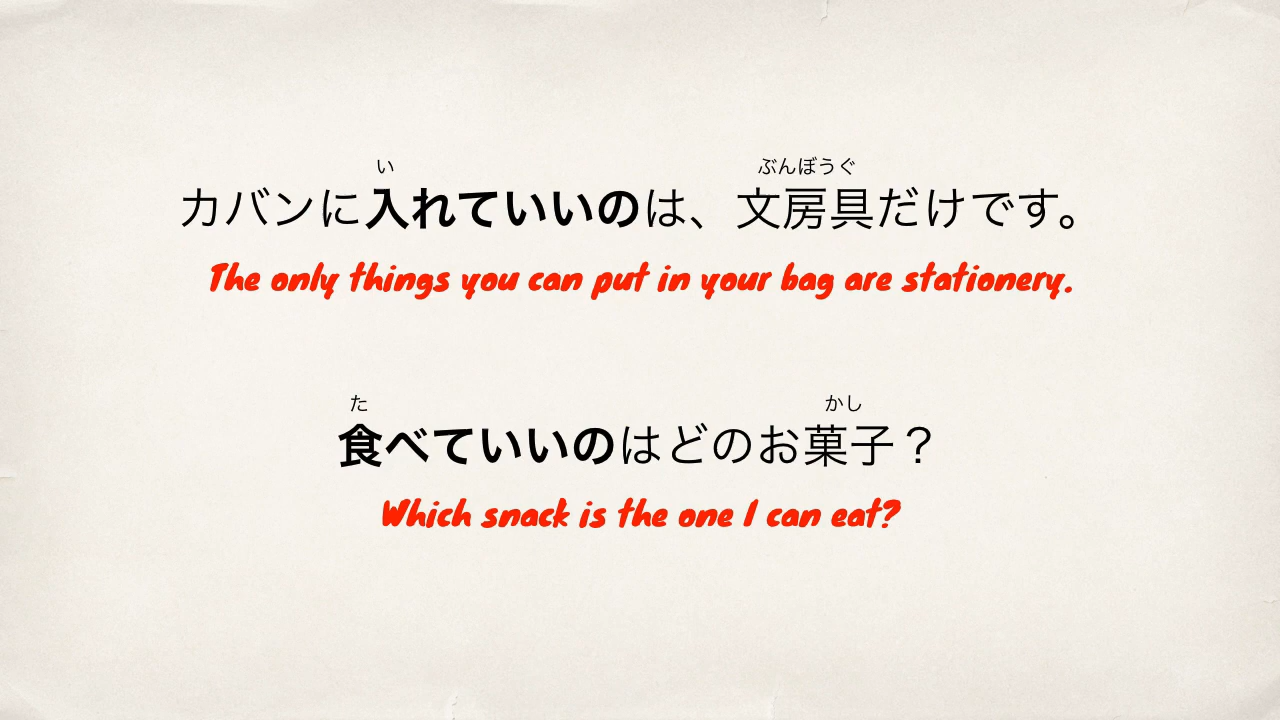 い ぶんぼうぐ
カバンに入れていいのは、文房具だけです。
The only things you can put in your bag are stationery.
た かし
食べていいのはどのお菓子？
Which snack is the one I can eat?